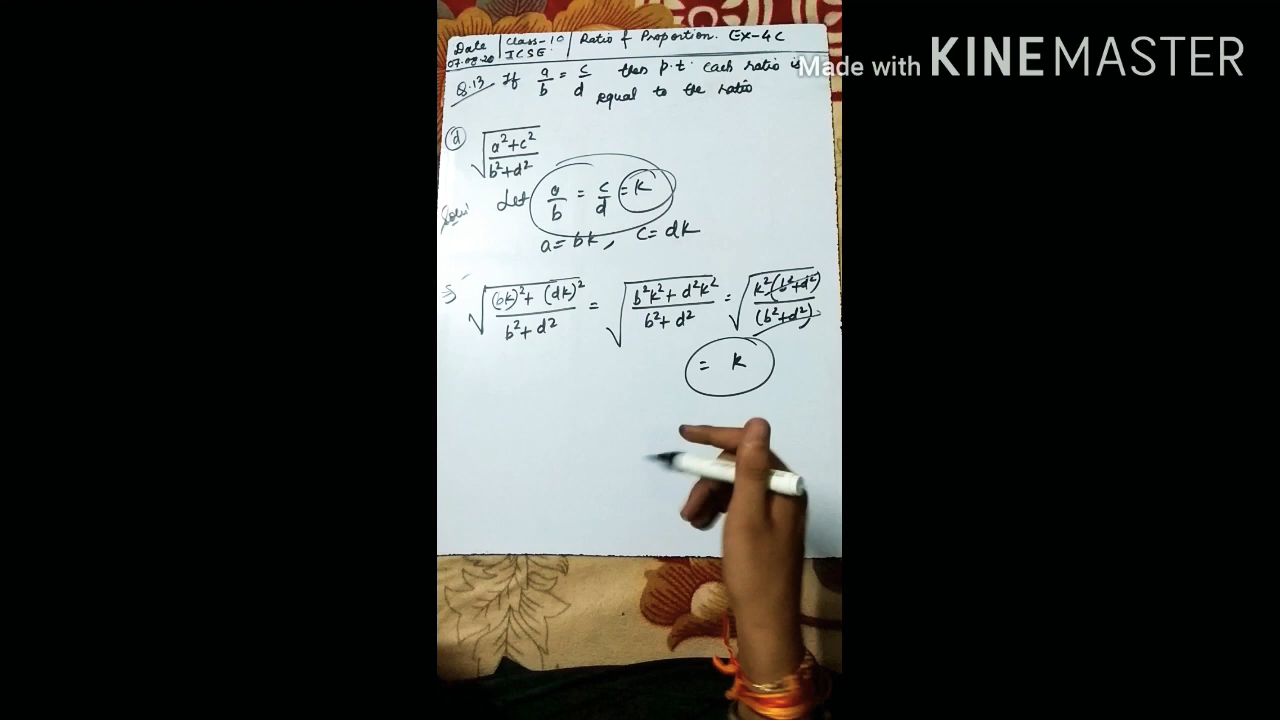 Made with KINEMASTER
Date 07.08.20 | Class-10 ICSE | Ratio & Proportion. EX-4C
Q.13 If a/b = c/d then p.t. each ratio is
equal to the ratio
(d) √((a²+c²)/(b²+d²))
Soln Let a/b = c/d = k
a = bk, c = dk
⇒ √(((bk)²+(dk)²)/(b²+d²)) = √((b²k²+d²k²)/(b²+d²)) = √((k²(b²+d²))/((b²+d²)))
= k